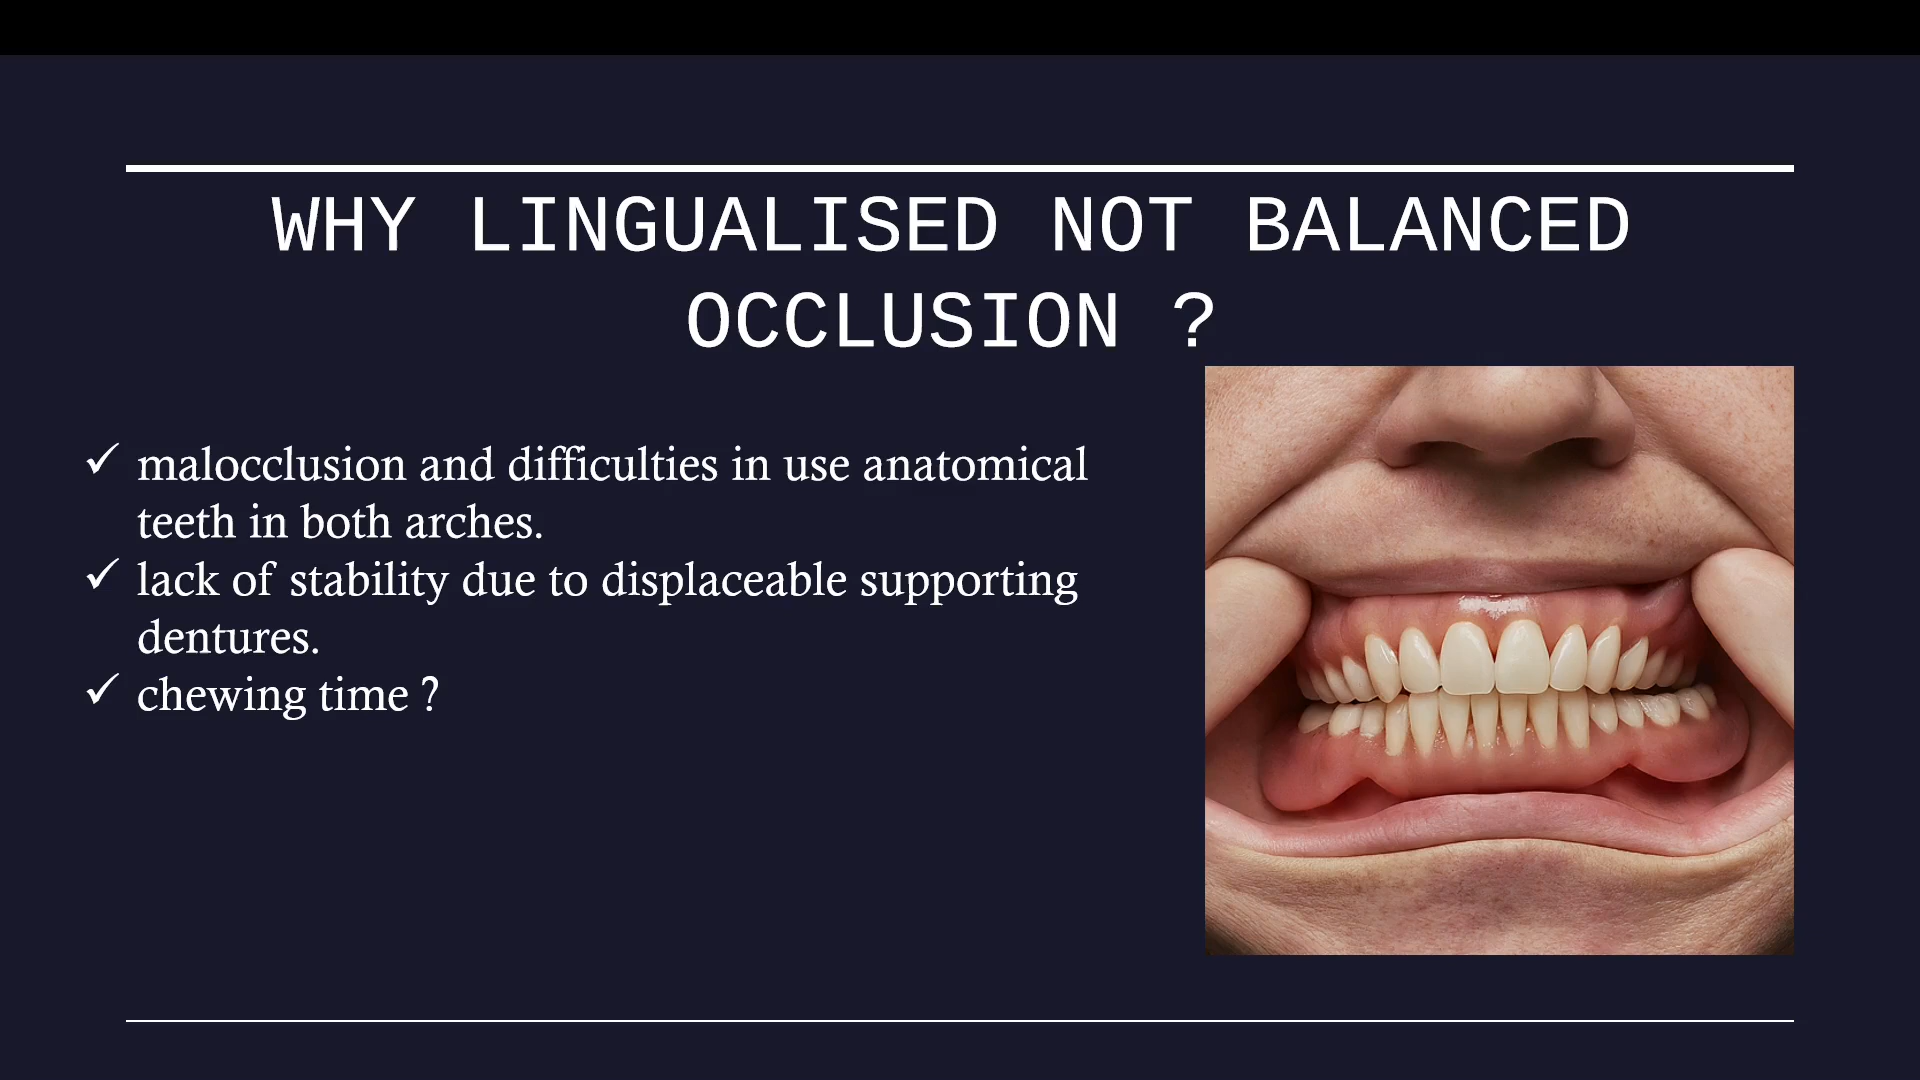 WHY LINGUALISED NOT BALANCED
OCCLUSION ?
✓ malocclusion and difficulties in use anatomical
teeth in both arches.
✓ lack of stability due to displaceable supporting
dentures.
✓ chewing time ?